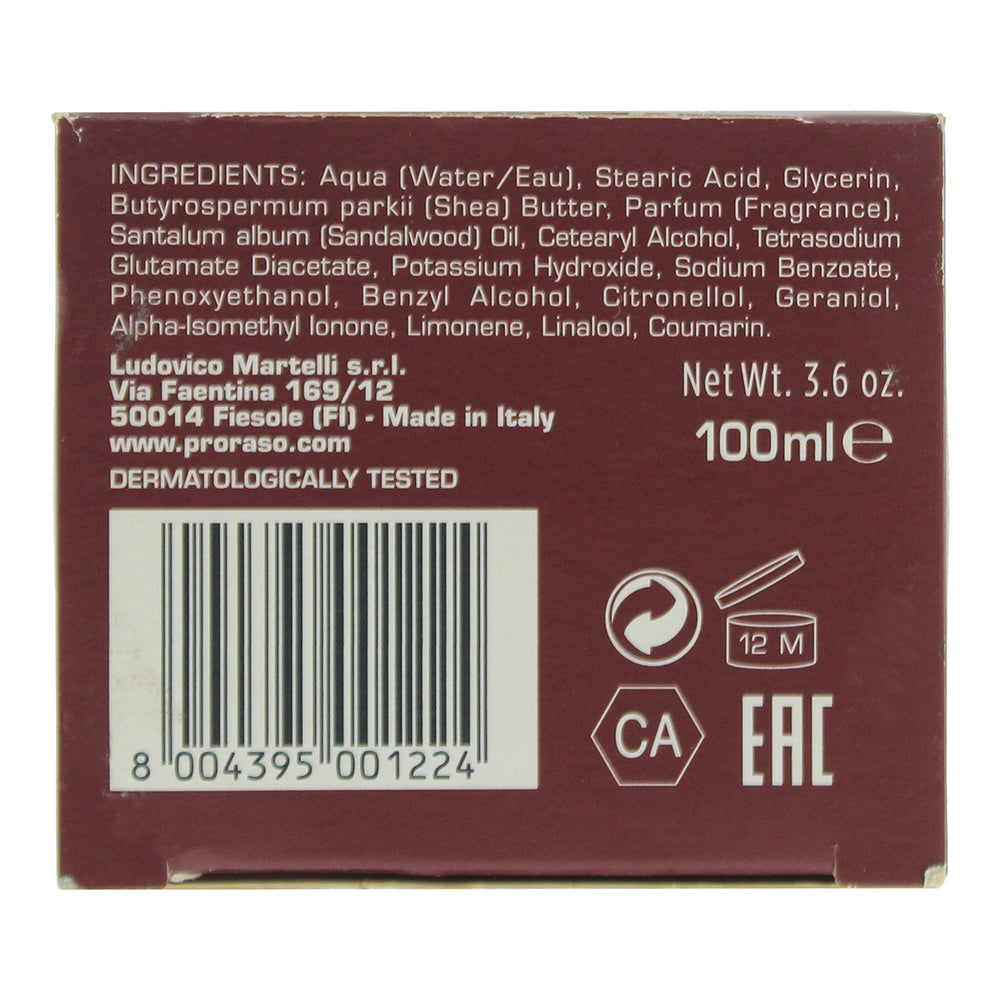 INGREDIENTS: Aqua (Water/Eau), Stearic Acid, Glycerin,
Butyrospermum parkii (Shea) Butter, Parfum (Fragrance),
Santalum album (Sandalwood) Oil, Cetearyl Alcohol, Tetrasodium
Glutamate Diacetate, Potassium Hydroxide, Sodium Benzoate,
Phenoxyethanol, Benzyl Alcohol, Citronellol, Geraniol,
Alpha-Isomethyl Ionone, Limonene, Linalool, Coumarin.
Ludovico Martelli s.r.l.
Via Faentina 169/12
50014 Fiesole (FI) - Made in Italy
www.proraso.com
DERMATOLOGICALLY TESTED
Net Wt. 3.6 oz.
100ml e
8 004395 001224
12 M
CA
EAC